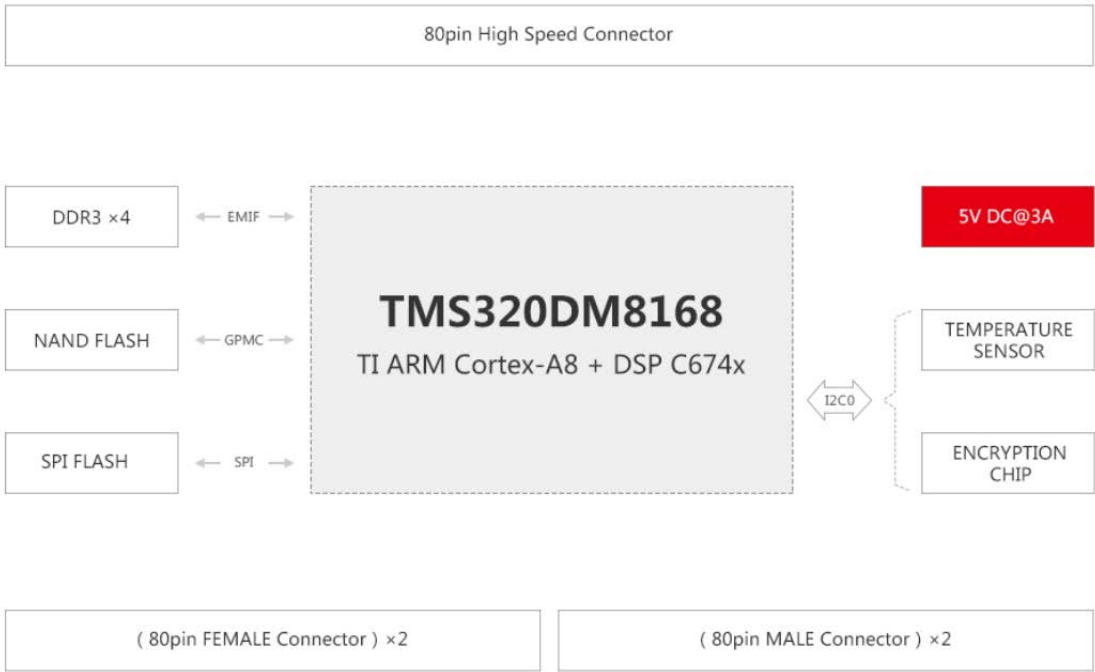 80pin High Speed Connector
DDR3 ×4
EMIF
5V DC@3A
TMS320DM8168
TI ARM Cortex-A8 + DSP C674x
NAND FLASH
GPMC
TEMPERATURE
SENSOR
I2C0
SPI FLASH
SPI
ENCRYPTION
CHIP
( 80pin FEMALE Connector ) ×2
( 80pin MALE Connector ) ×2